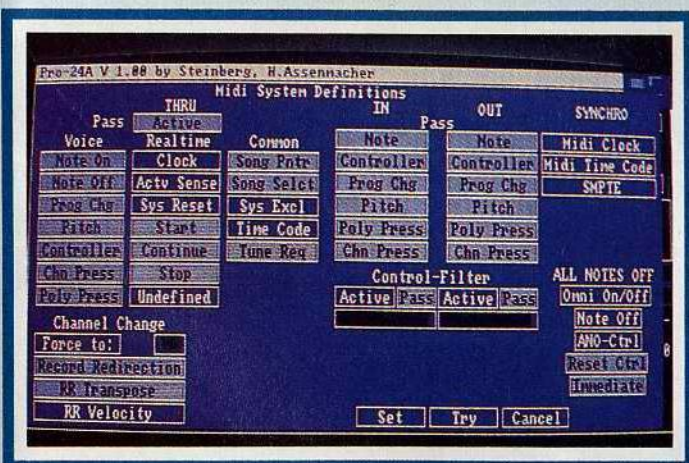 Pro-24A V 1.00 by Steinberg, H.Assenmacher
Midi System Definitions
THRU
Pass Active
Voice
Note On
Note Off
Prog Chg
Pitch
Controller
Chn Press
Poly Press
Realtime
Clock
Actv Sense
Sys Reset
Start
Continue
Stop
Undefined
Common
Song Pntr
Song Selct
Sys Excl
Time Code
Tune Req
IN
OUT
Pass
Note
Controller
Prog Chg
Pitch
Poly Press
Chn Press
Note
Controller
Prog Chg
Pitch
Poly Press
Chn Press
SYNCHRO
Midi Clock
Midi Time Code
SMPTE
Control-Filter
Active Pass Active Pass
ALL NOTES OFF
Omni On/Off
Note Off
ANO-Ctrl
Reset Ctrl
Immediate
Channel Change
Force to:
Record Redirection
RR Transpose
RR Velocity
Set Try Cancel